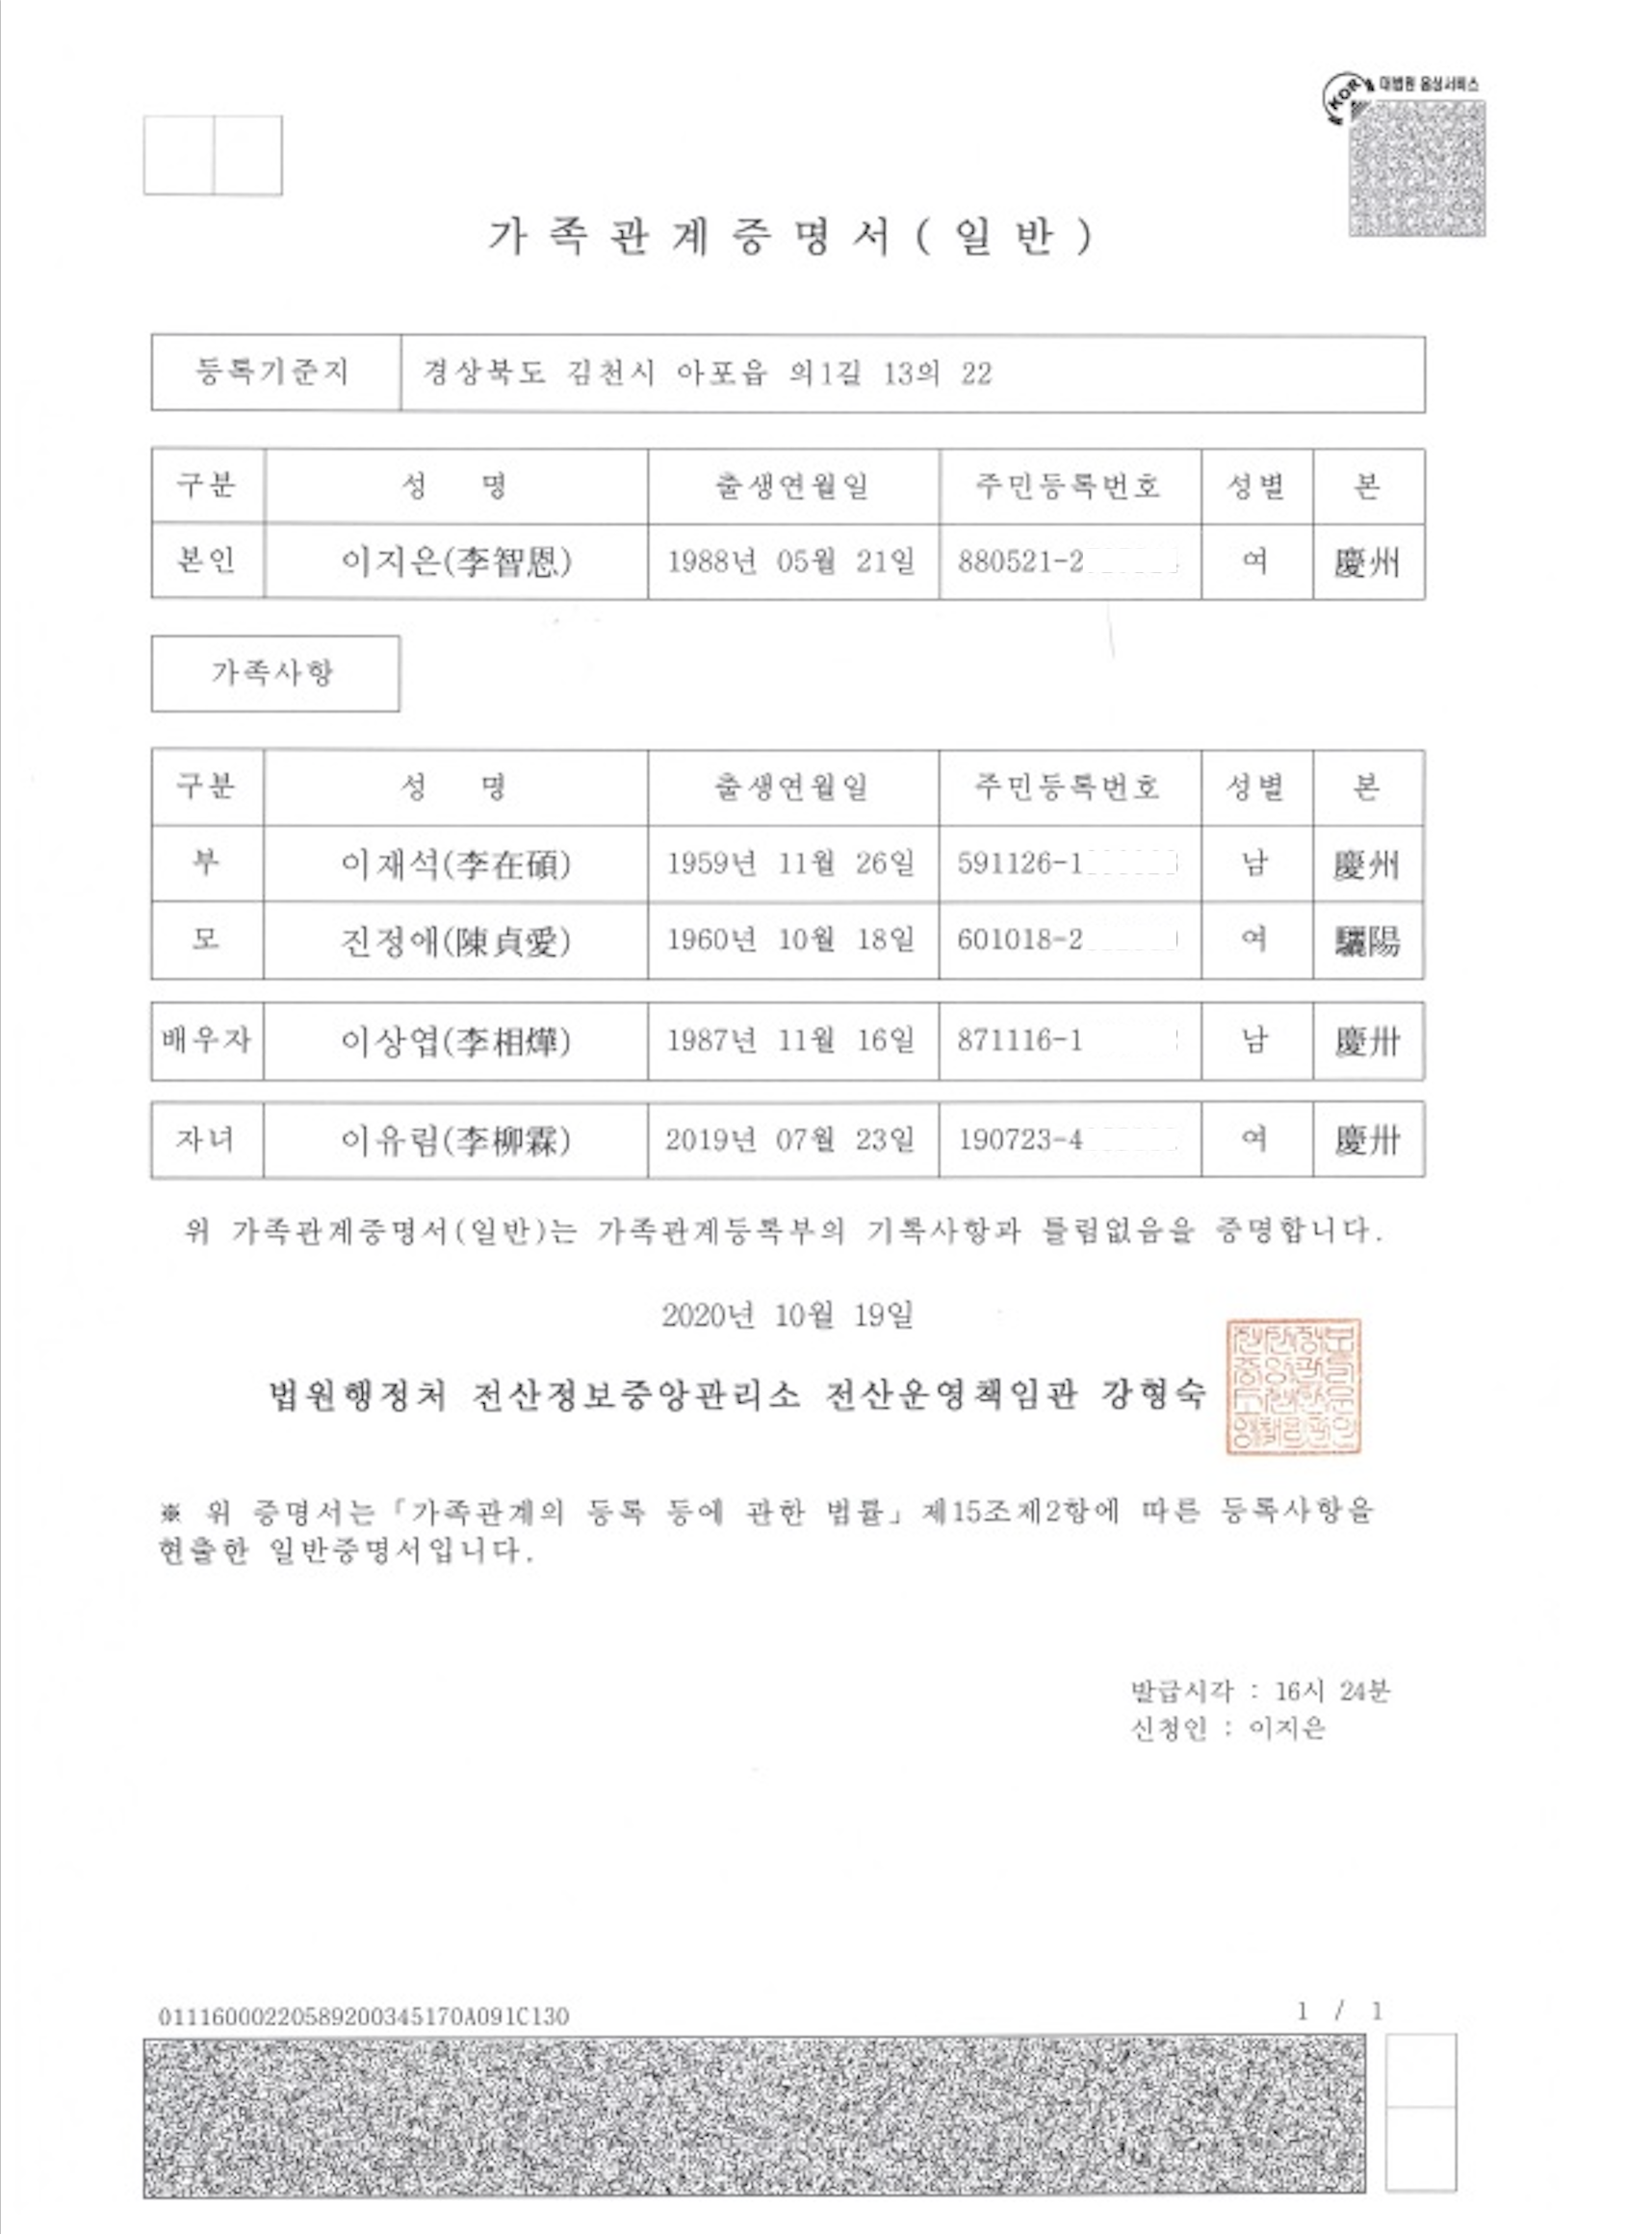 대법원 음성서비스
가족관계증명서(일반)
등록기준지 경상북도 김천시 아포읍 의1길 13의 22
구분 성 명 출생연월일 주민등록번호 성별 본
본인 이지은(李智恩) 1988년 05월 21일 880521-2 여 慶州
가족사항
구분 성 명 출생연월일 주민등록번호 성별 본
부 이재석(李在碩) 1959년 11월 26일 591126-1 남 慶州
모 진정애(陳貞愛) 1960년 10월 18일 601018-2 여 驪陽
배우자 이상엽(李相燁) 1987년 11월 16일 871116-1 남 慶卅
자녀 이유림(李柳霖) 2019년 07월 23일 190723-4 여 慶卅
위 가족관계증명서(일반)는 가족관계등록부의 기록사항과 틀림없음을 증명합니다.
2020년 10월 19일
법원행정처 전산정보중앙관리소 전산운영책임관 강형숙
※ 위 증명서는「가족관계의 등록 등에 관한 법률」제15조제2항에 따른 등록사항을
현출한 일반증명서입니다.
발급시각 : 16시 24분
신청인 : 이지은
01116000220589200345170A091C130 1 / 1